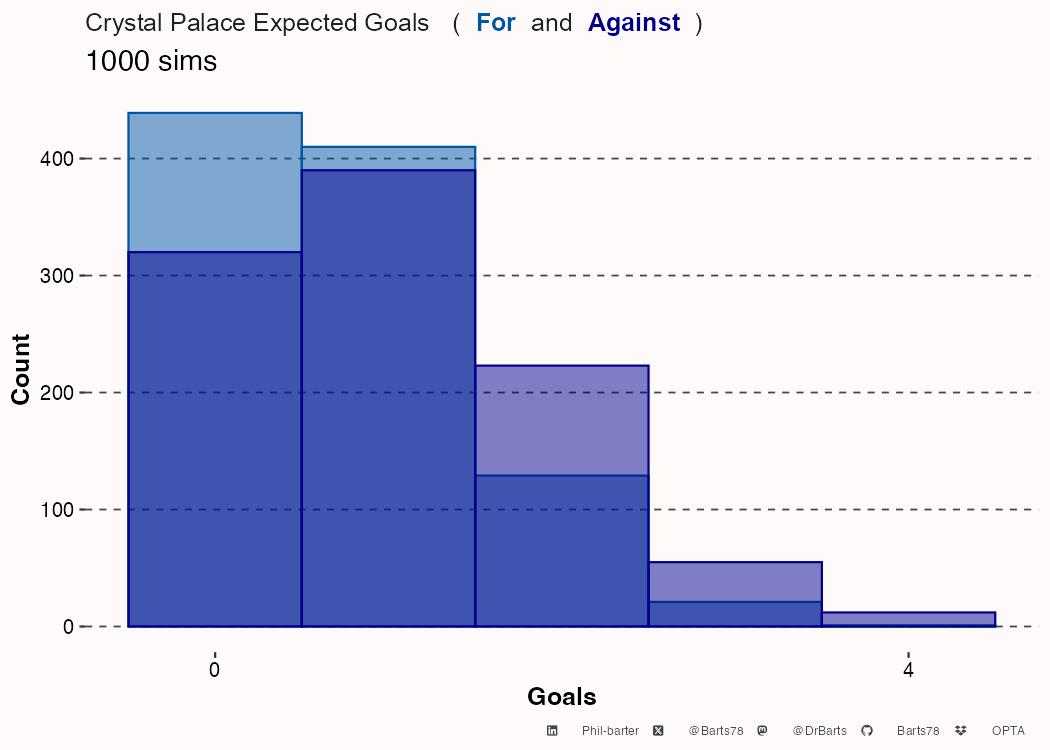 Crystal Palace Expected Goals ( For and Against )
1000 sims
400
300
200
100
0
Count
0 4
Goals
Phil-barter @Barts78 @DrBarts Barts78 OPTA